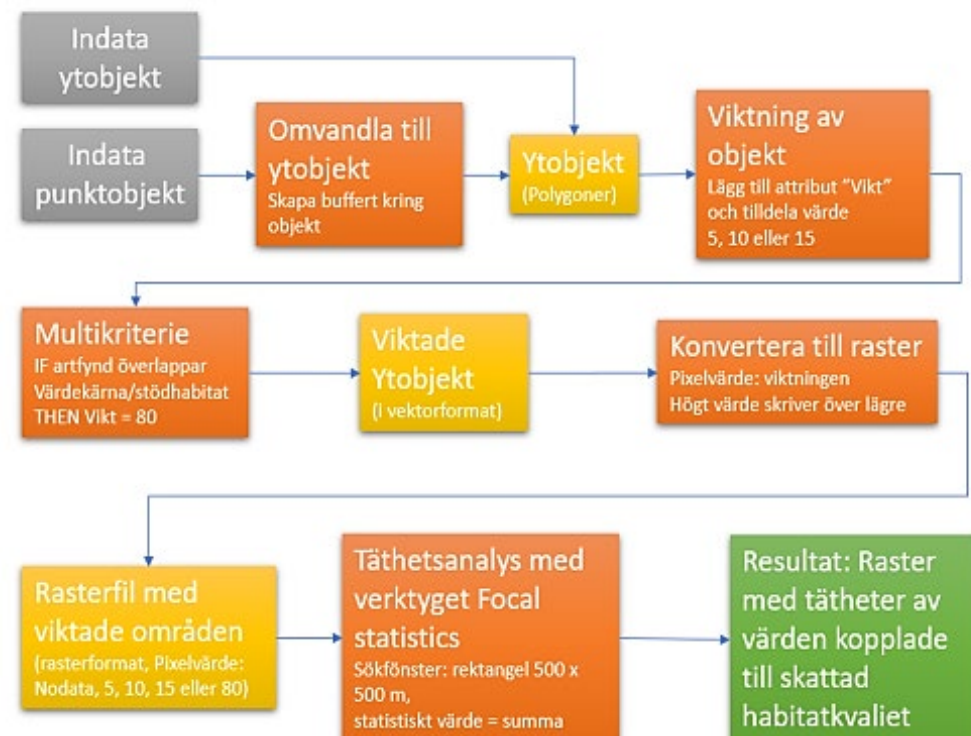 Indata
ytobjekt
Indata
punktobjekt
Omvandla till
ytobjekt
Skapa buffert kring
objekt
Ytobjekt
(Polygoner)
Viktning av
objekt
Lägg till attribut ”Vikt”
och tilldela värde
5, 10 eller 15
Multikriterie
IF artfynd överlappar
Värdekärna/stödhabitat
THEN Vikt = 80
Viktade
Ytobjekt
(I vektorformat)
Konvertera till raster
Pixelvärde: viktningen
Högt värde skriver över lägre
Rasterfil med
viktade områden
(rasterformat, Pixelvärde:
Nodata, 5, 10, 15 eller 80)
Täthetsanalys med
verktyget Focal
statistics
Sökfönster: rektangel 500 x
500 m,
statistiskt värde = summa
Resultat: Raster
med tätheter av
värden kopplade
till skattad
habitatkvaliet